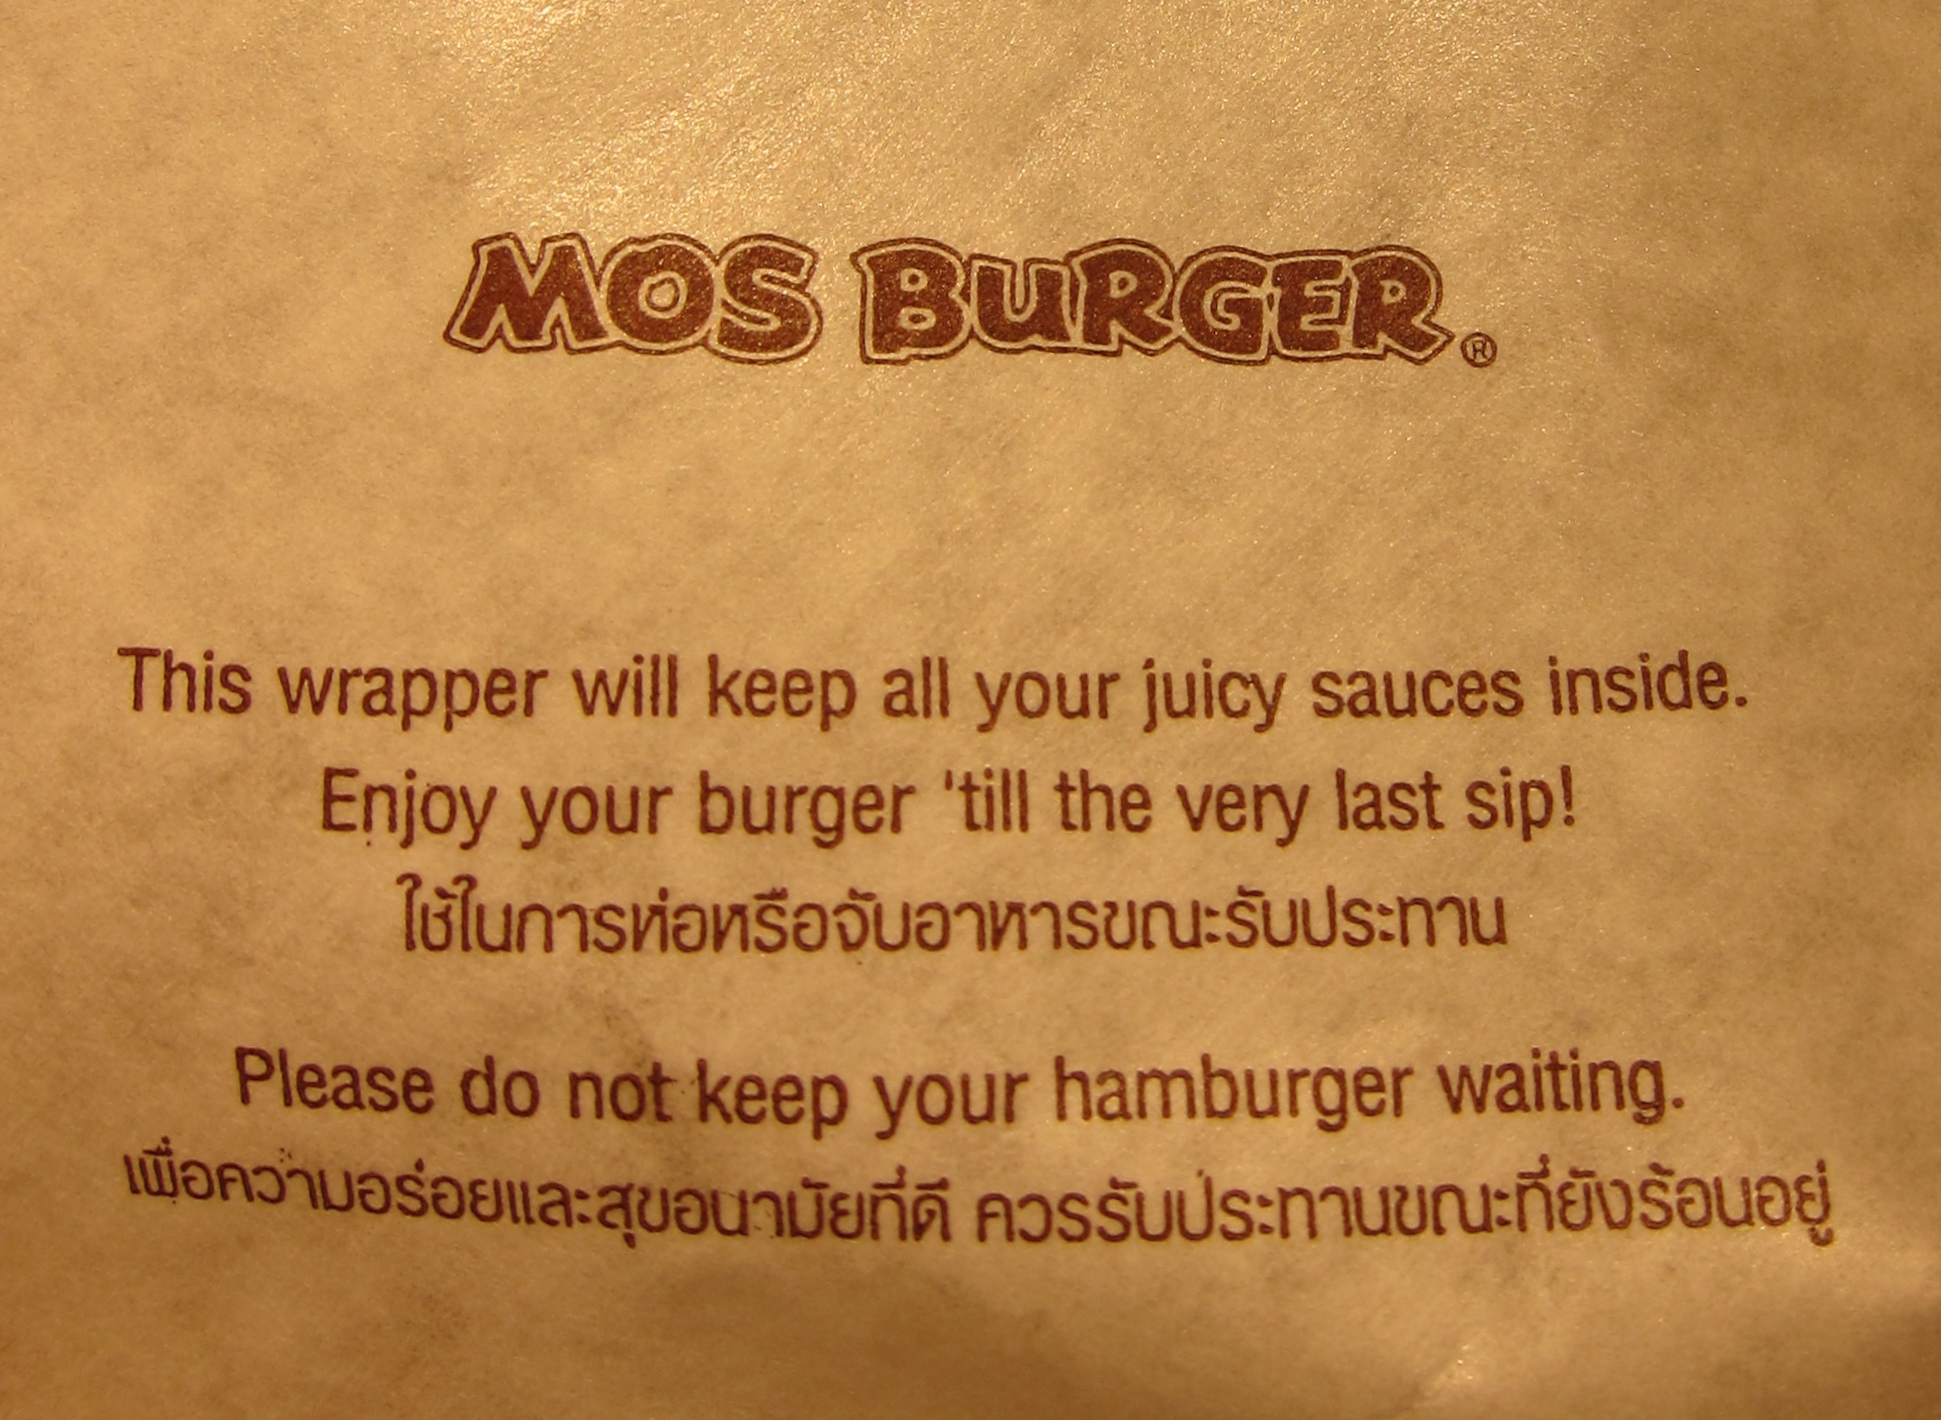 MOS BURGER®
This wrapper will keep all your juicy sauces inside.
Enjoy your burger 'till the very last sip!
ใช้ในการห่อหรือจับอาหารขณะรับประทาน
Please do not keep your hamburger waiting.
เพื่อความอร่อยและสุขอนามัยที่ดี ควรรับประทานขณะที่ยังร้อนอยู่